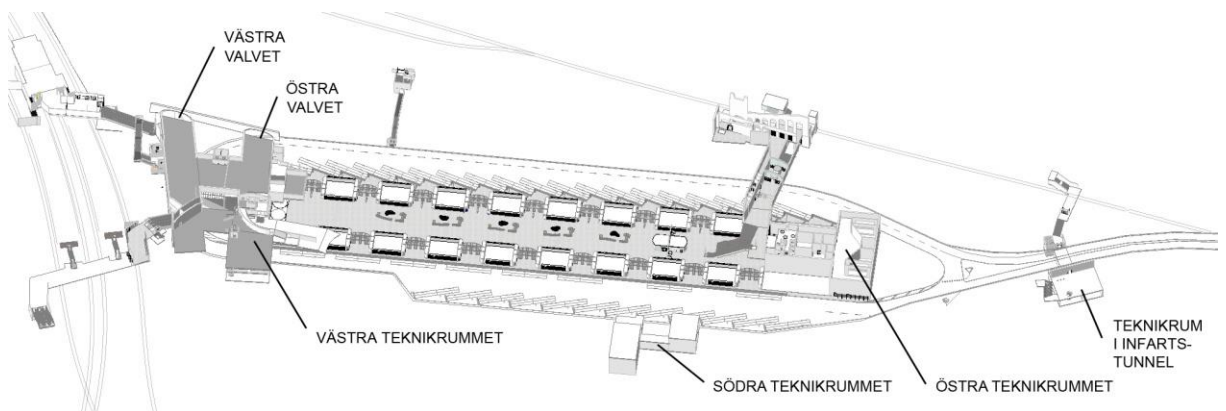 VÄSTRA
VALVET
ÖSTRA
VALVET
VÄSTRA TEKNIKRUMMET
SÖDRA TEKNIKRUMMET
ÖSTRA TEKNIKRUMMET
TEKNIKRUM
I INFARTS-
TUNNEL